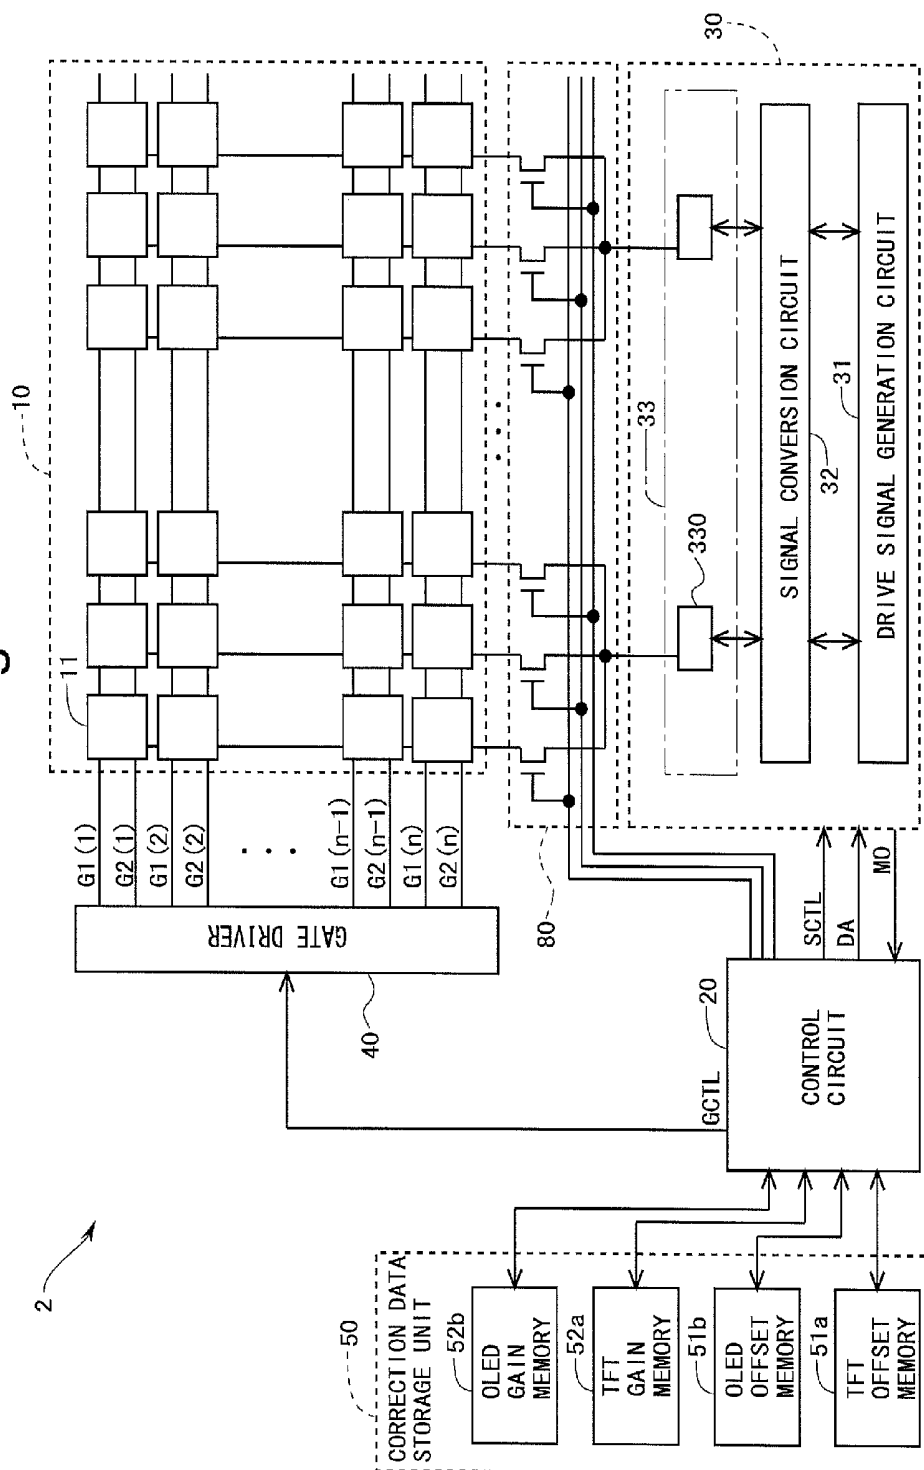 2
10
11
G1(1)
G2(1)
G1(2)
G2(2)
. . .
G1(n-1)
G2(n-1)
G1(n)
G2(n)
GATE DRIVER
40
. . .
80
30
33
330
SIGNAL CONVERSION CIRCUIT
32
31
DRIVE SIGNAL GENERATION CIRCUIT
GCTL
20
CONTROL
CIRCUIT
SCTL
DA
MO
50
CORRECTION DATA
STORAGE UNIT
52b
OLED
GAIN
MEMORY
52a
TFT
GAIN
MEMORY
51b
OLED
OFFSET
MEMORY
51a
TFT
OFFSET
MEMORY